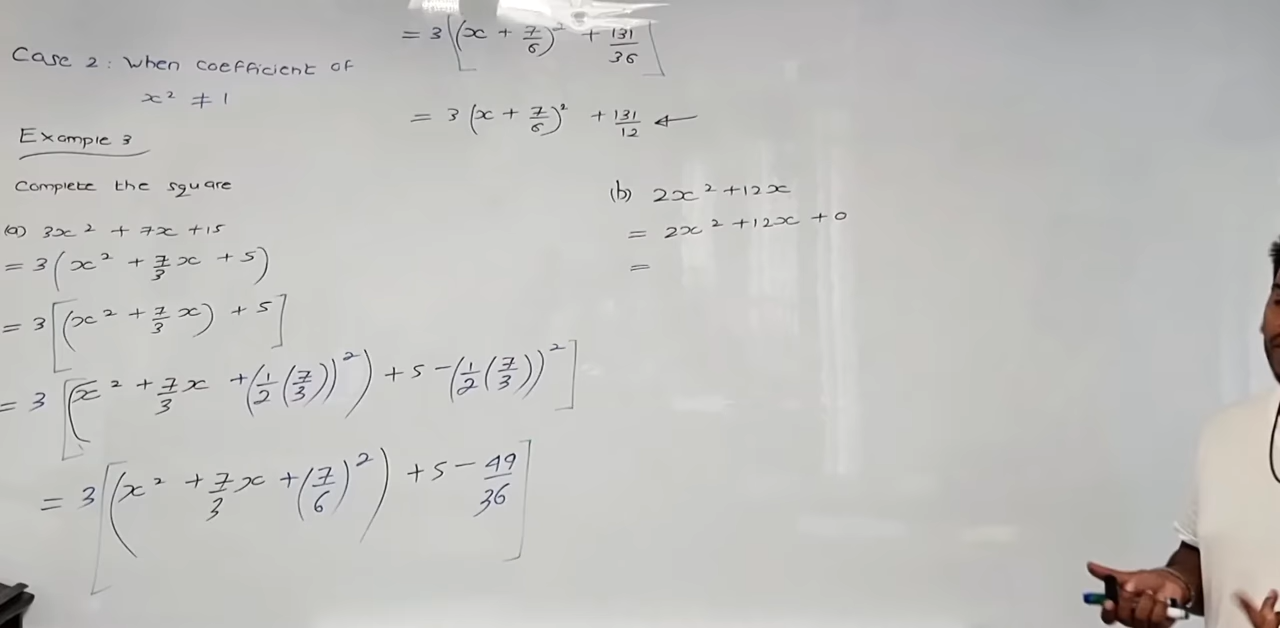 Case 2: When coefficient of
x² ≠ 1
Example 3
Complete the square
(a) 3x² + 7x + 15
= 3(x² + 7/3 x + 5)
= 3[(x² + 7/3 x) + 5]
= 3[(x² + 7/3 x + (1/2(7/3))²) + 5 - (1/2(7/3))²]
= 3[(x² + 7/3 x + (7/6)²) + 5 - 49/36]
= 3[(x + 7/6)² + 131/36]
= 3(x + 7/6)² + 131/12 ←
(b) 2x² + 12x
= 2x² + 12x + 0
=